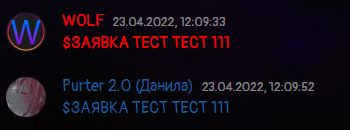 W
WOLF 23.04.2022, 12:09:33
$ЗАЯВКА ТЕСТ ТЕСТ 111
Purter 2.0 (Данила) 23.04.2022, 12:09:52
$ЗАЯВКА ТЕСТ ТЕСТ 111